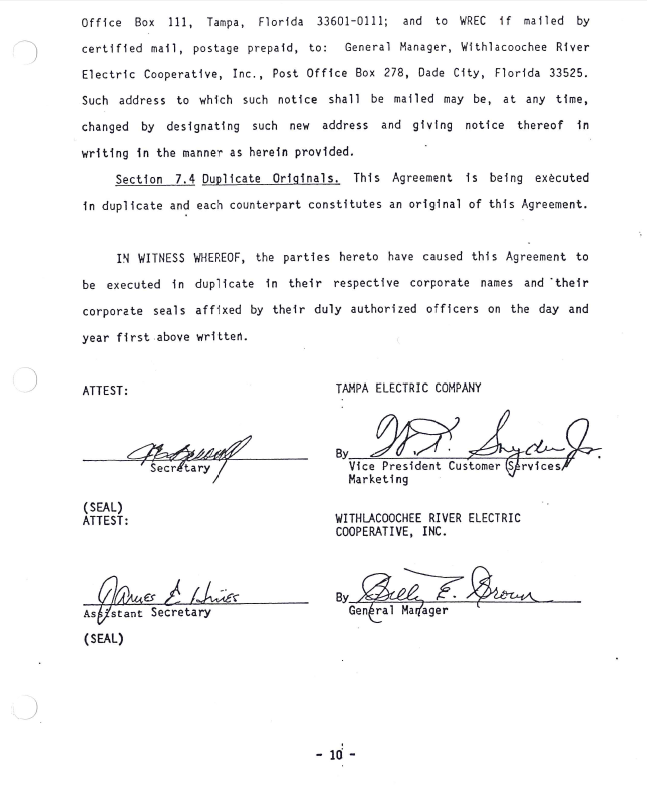 Office Box 111, Tampa, Florida 33601-0111; and to WREC if mailed by
certified mail, postage prepaid, to: General Manager, Withlacoochee River
Electric Cooperative, Inc., Post Office Box 278, Dade City, Florida 33525.
Such address to which such notice shall be mailed may be, at any time,
changed by designating such new address and giving notice thereof in
writing in the manner as herein provided.
Section 7.4 Duplicate Originals. This Agreement is being executed
in duplicate and each counterpart constitutes an original of this Agreement.
IN WITNESS WHEREOF, the parties hereto have caused this Agreement to
be executed in duplicate in their respective corporate names and their
corporate seals affixed by their duly authorized officers on the day and
year first above written.
ATTEST:
TAMPA ELECTRIC COMPANY
Secretary
By W.T. Snyder Jr.
Vice President Customer Services/
Marketing
(SEAL)
ATTEST:
WITHLACOOCHEE RIVER ELECTRIC
COOPERATIVE, INC.
James E Hines
Assistant Secretary
By Billy E. Brown
General Manager
(SEAL)
- 10 -